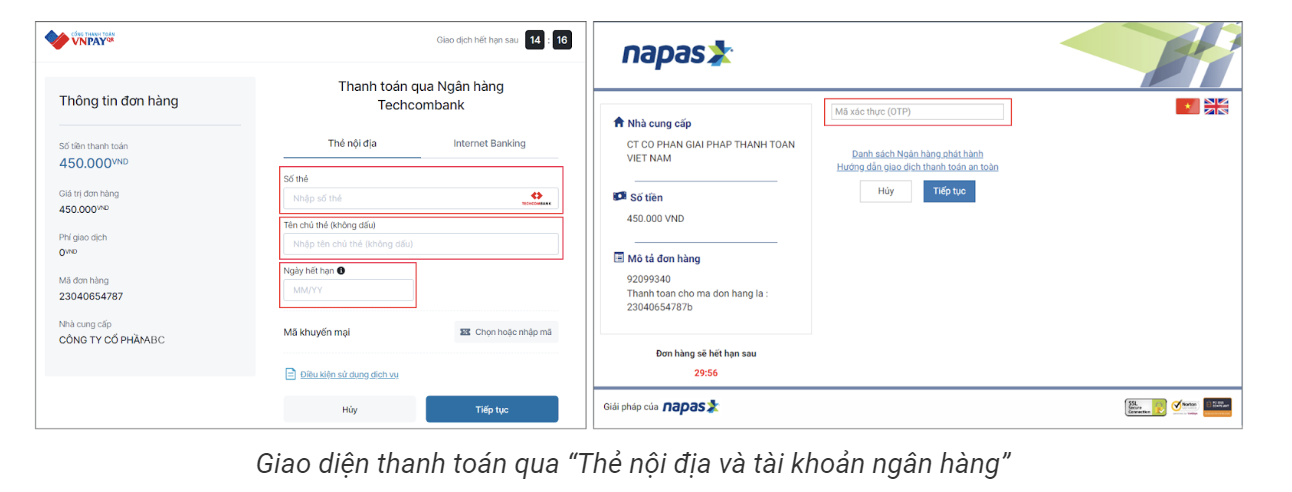 CỔNG THANH TOÁN
VNPAYQR
Giao dịch hết hạn sau 14 : 16
Thông tin đơn hàng
Số tiền thanh toán
450.000VND
Giá trị đơn hàng
450.000VND
Phí giao dịch
0VND
Mã đơn hàng
23040654787
Nhà cung cấp
CÔNG TY CỔ PHẦN ABC
Thanh toán qua Ngân hàng
Techcombank
Thẻ nội địa Internet Banking
Số thẻ
Nhập số thẻ
TECHCOMBANK
Tên chủ thẻ (không dấu)
Nhập tên chủ thẻ (không dấu)
Ngày hết hạn
MM/YY
Mã khuyến mại Chọn hoặc nhập mã
Điều kiện sử dụng dịch vụ
Hủy Tiếp tục
napas
Nhà cung cấp
CT CO PHAN GIAI PHAP THANH TOAN
VIET NAM
Số tiền
450.000 VND
Mô tả đơn hàng
92099340
Thanh toan cho ma don hang la :
23040654787b
Đơn hàng sẽ hết hạn sau
29:56
Mã xác thực (OTP)
Danh sách Ngân hàng phát hành
Hướng dẫn giao dịch thanh toán an toàn
Hủy Tiếp tục
Giải pháp của napas
SSL
Secure
Connection
Norton
Giao diện thanh toán qua “Thẻ nội địa và tài khoản ngân hàng”